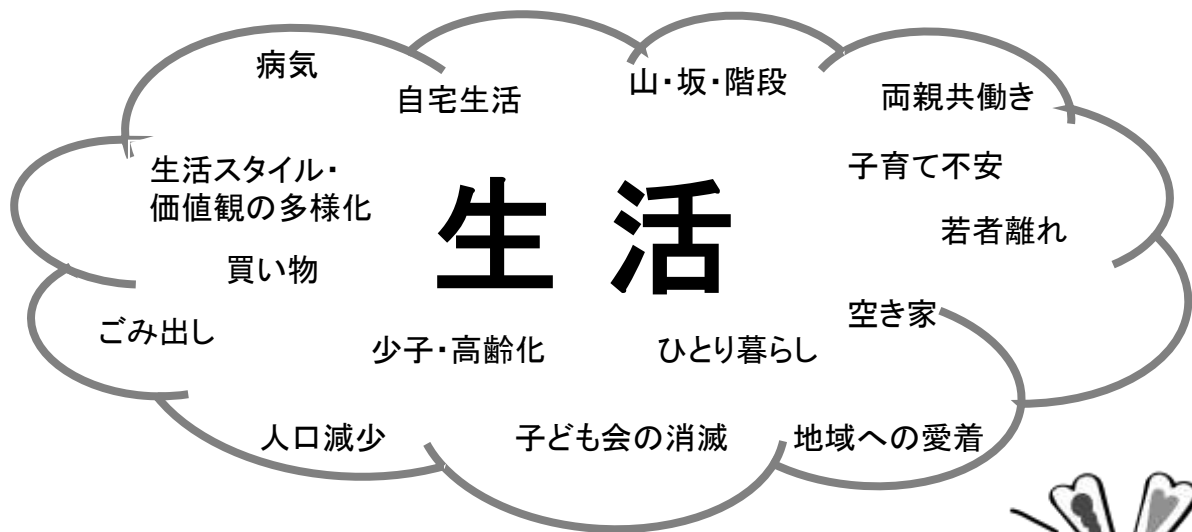 病気
自宅生活
山・坂・階段
両親共働き
生活スタイル・
価値観の多様化
子育て不安
生活
若者離れ
買い物
ごみ出し
少子・高齢化
ひとり暮らし
空き家
人口減少
子ども会の消滅
地域への愛着